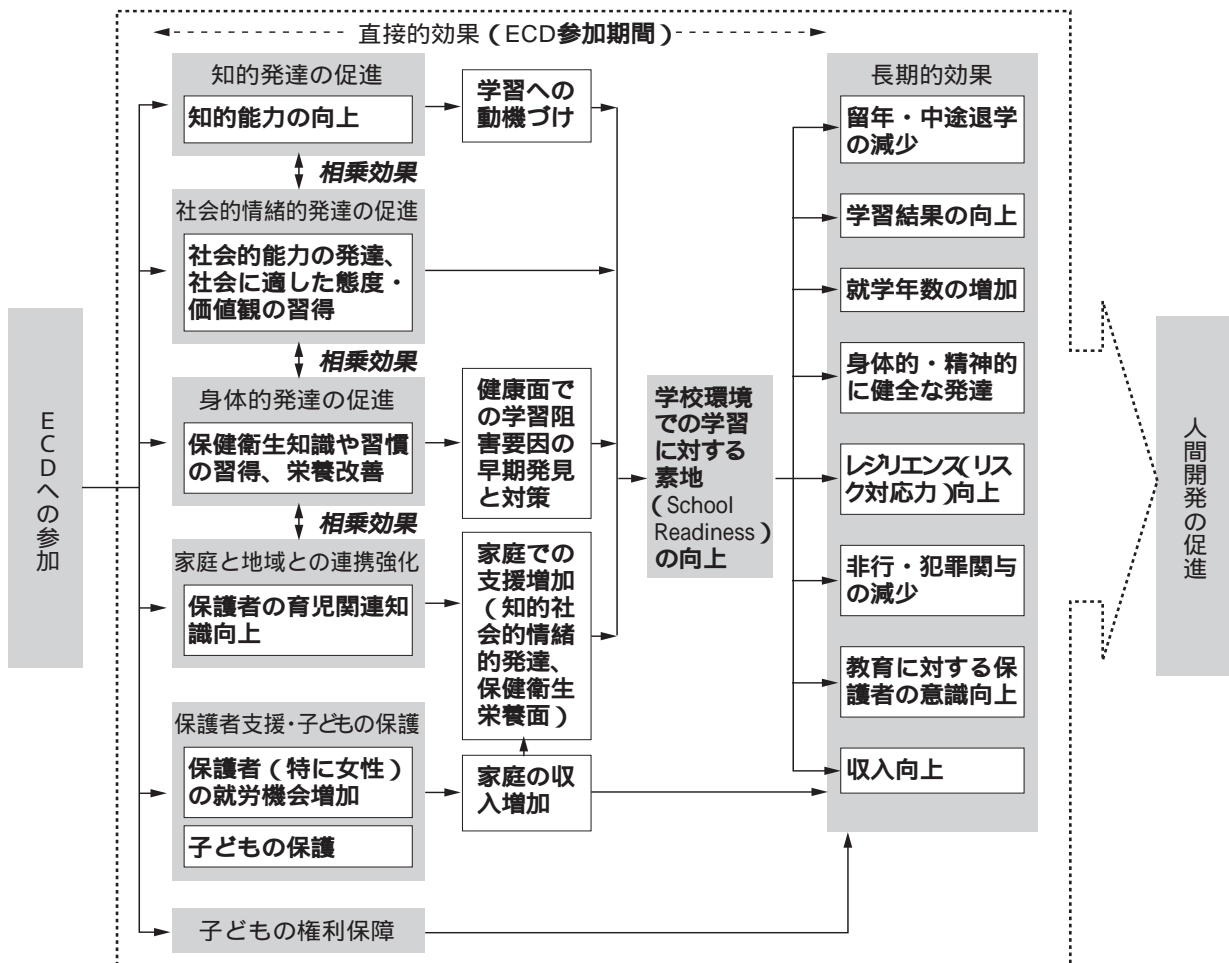 直接的効果(ECD参加期間)
ECDへの参加
知的発達の促進
知的能力の向上
学習への
動機づけ
相乗効果
社会的情緒的発達の促進
社会的能力の発達、
社会に適した態度・
価値観の習得
相乗効果
身体的発達の促進
保健衛生知識や習慣
の習得、栄養改善
健康面で
の学習阻
害要因の
早期発見
と対策
相乗効果
家庭と地域との連携強化
保護者の育児関連知
識向上
家庭での
支援増加
(知的社
会的情緒
的発達、
保健衛生
栄養面)
保護者支援・子どもの保護
保護者(特に女性)
の就労機会増加
子どもの保護
家庭の収
入増加
子どもの権利保障
学校環境
での学習
に対する
素地
(School
Readiness)
の向上
長期的効果
留年・中途退学
の減少
学習結果の向上
就学年数の増加
身体的・精神的
に健全な発達
レジリエンス(リス
ク対応力)向上
非行・犯罪関与
の減少
教育に対する保
護者の意識向上
収入向上
人間開発の促進